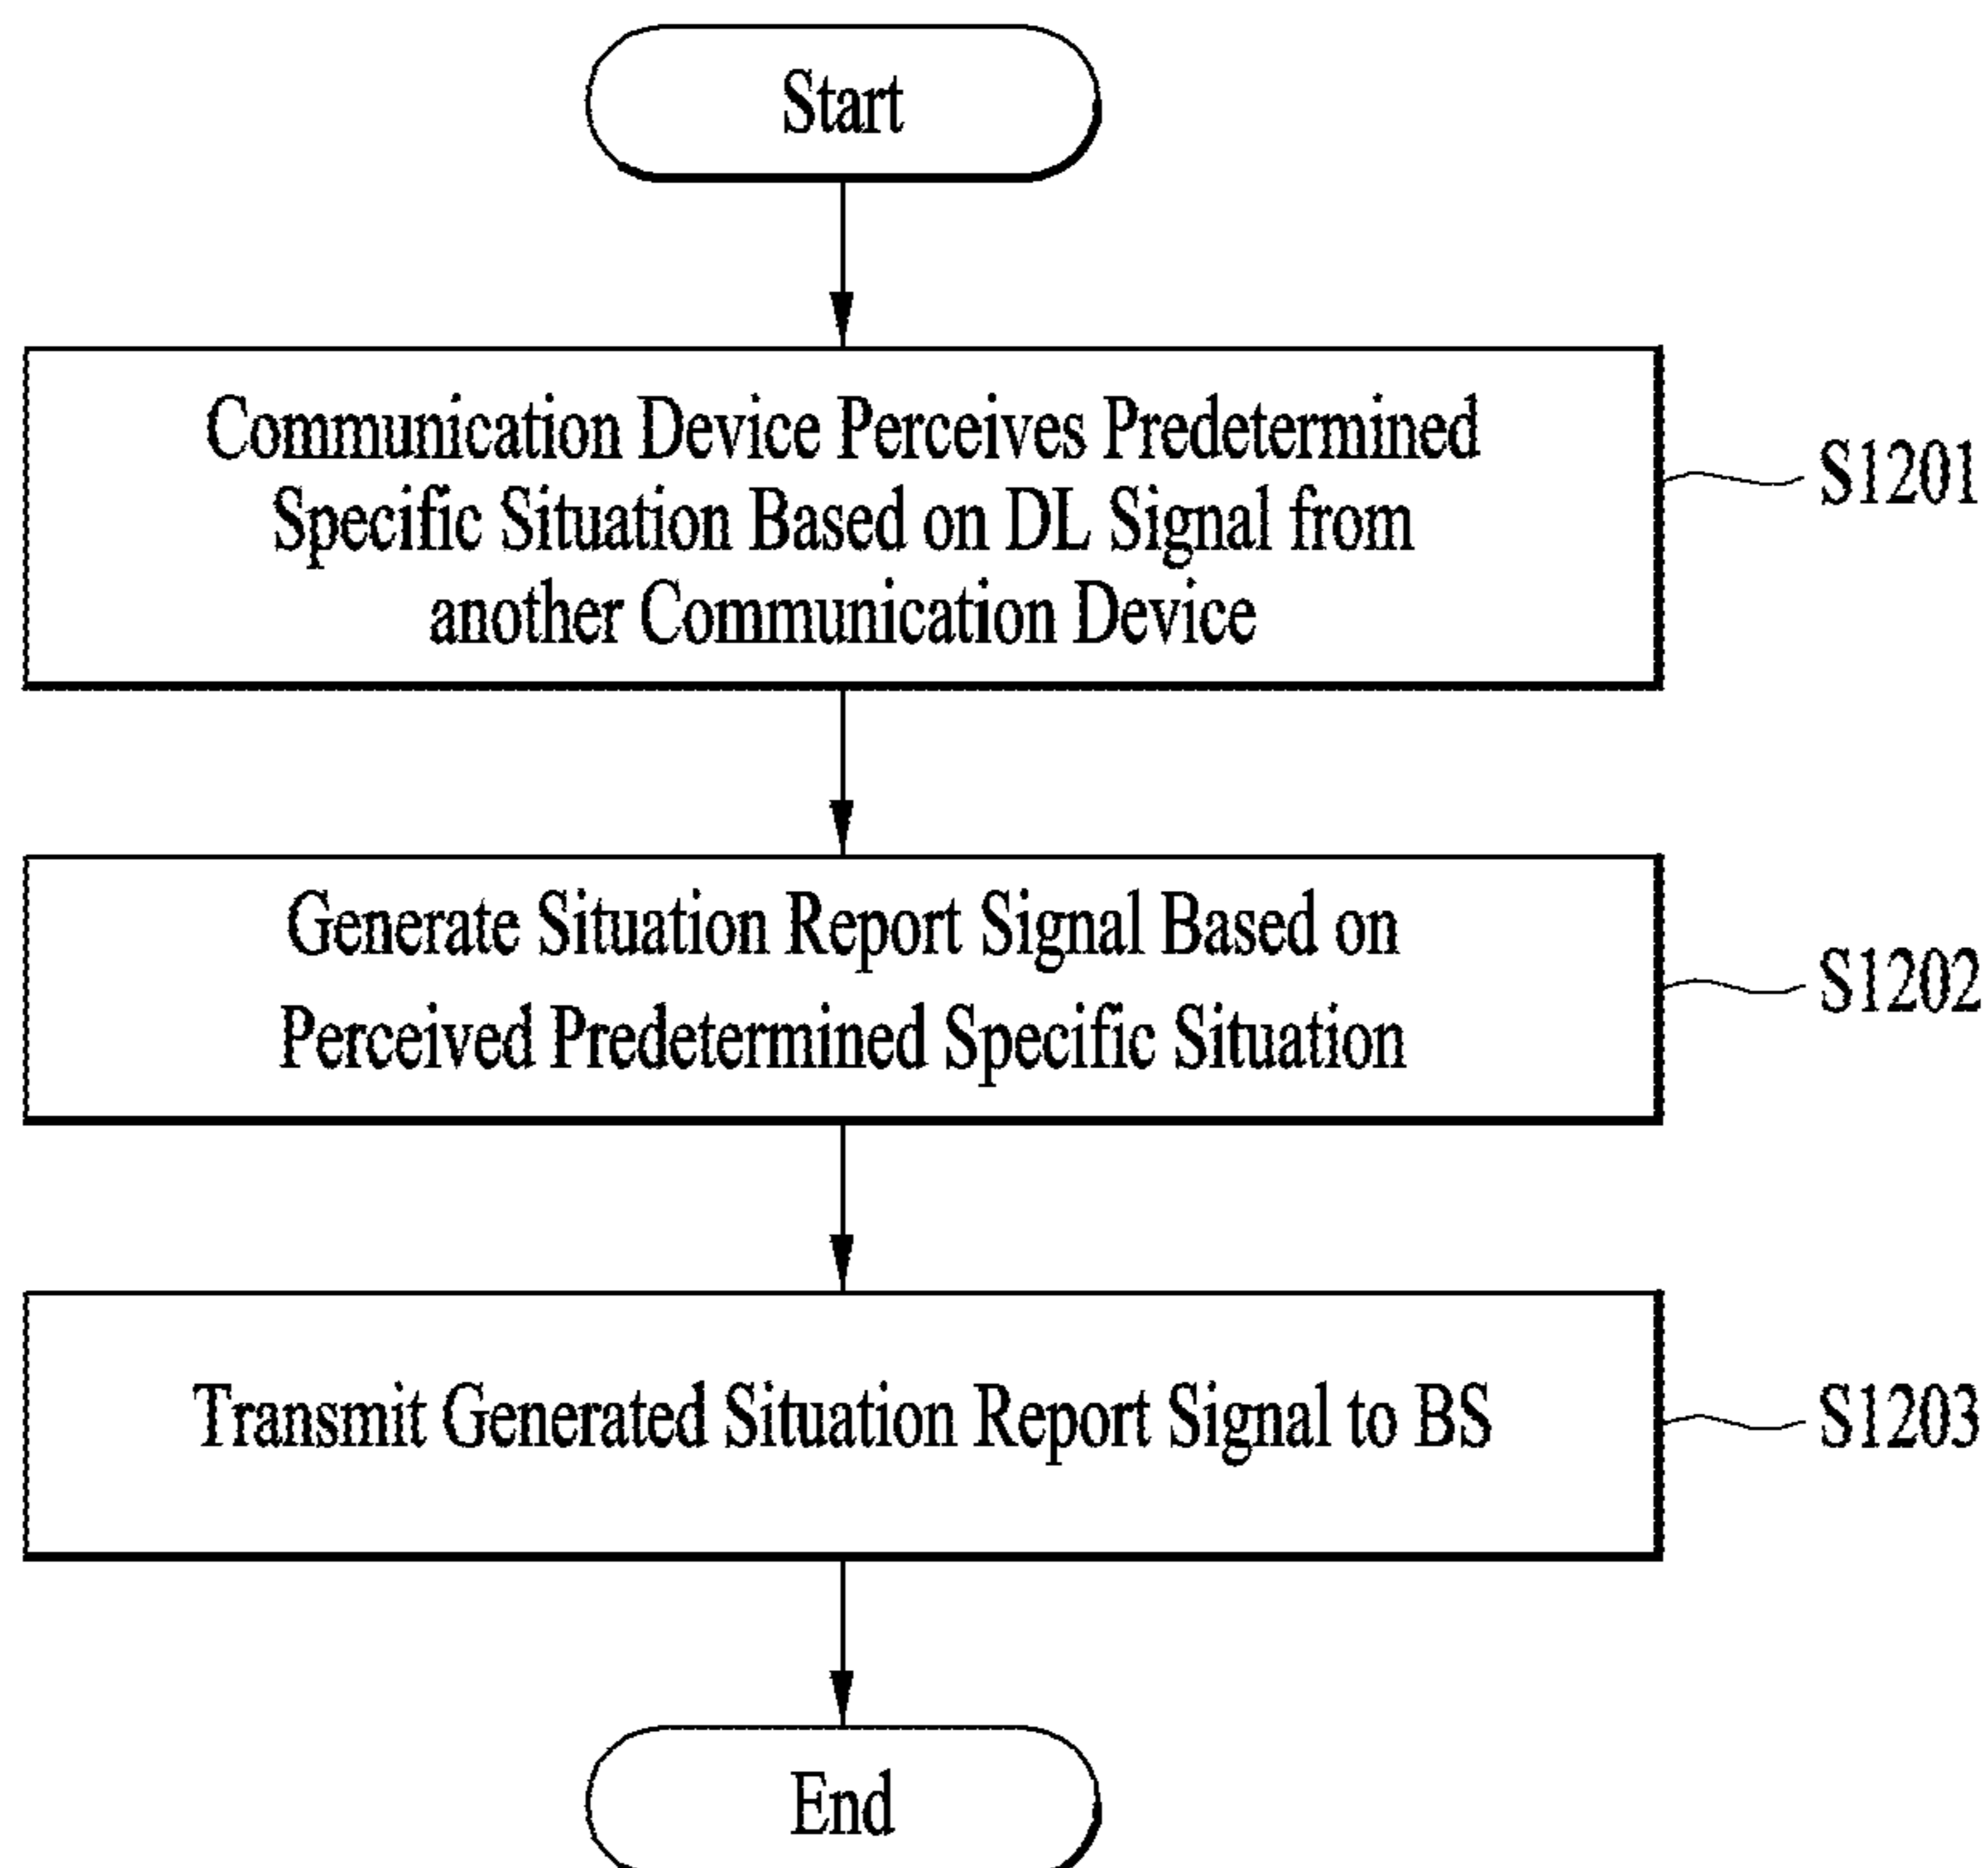 Start
Communication Device Perceives Predetermined
Specific Situation Based on DL Signal from
another Communication Device
S1201
Generate Situation Report Signal Based on
Perceived Predetermined Specific Situation
S1202
Transmit Generated Situation Report Signal to BS
S1203
End